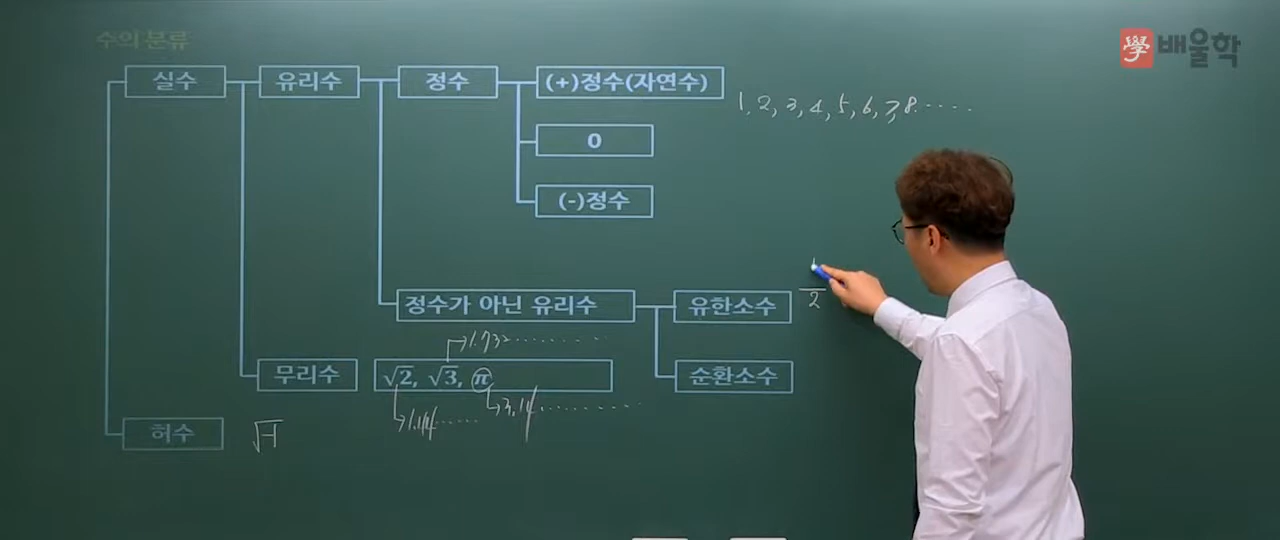 수의 분류
學 배울학
실수 유리수 정수 (+)정수(자연수)
1, 2, 3, 4, 5, 6, 7, 8.....
0
(-)정수
정수가 아닌 유리수 유한소수
2
1.732........
무리수 √2, √3, π 순환소수
3.14.........
허수 √-1